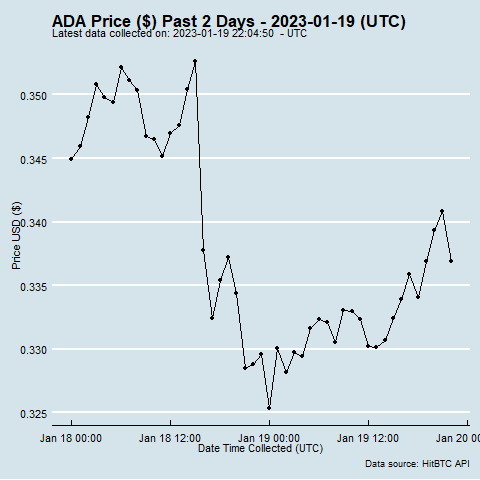 ADA Price ($) Past 2 Days - 2023-01-19 (UTC)
Latest data collected on: 2023-01-19 22:04:50 - UTC
Price USD ($)
0.350
0.345
0.340
0.335
0.330
0.325
Jan 18 00:00 Jan 18 12:00 Jan 19 00:00 Jan 19 12:00 Jan 20 0
Date Time Collected (UTC)
Data source: HitBTC API